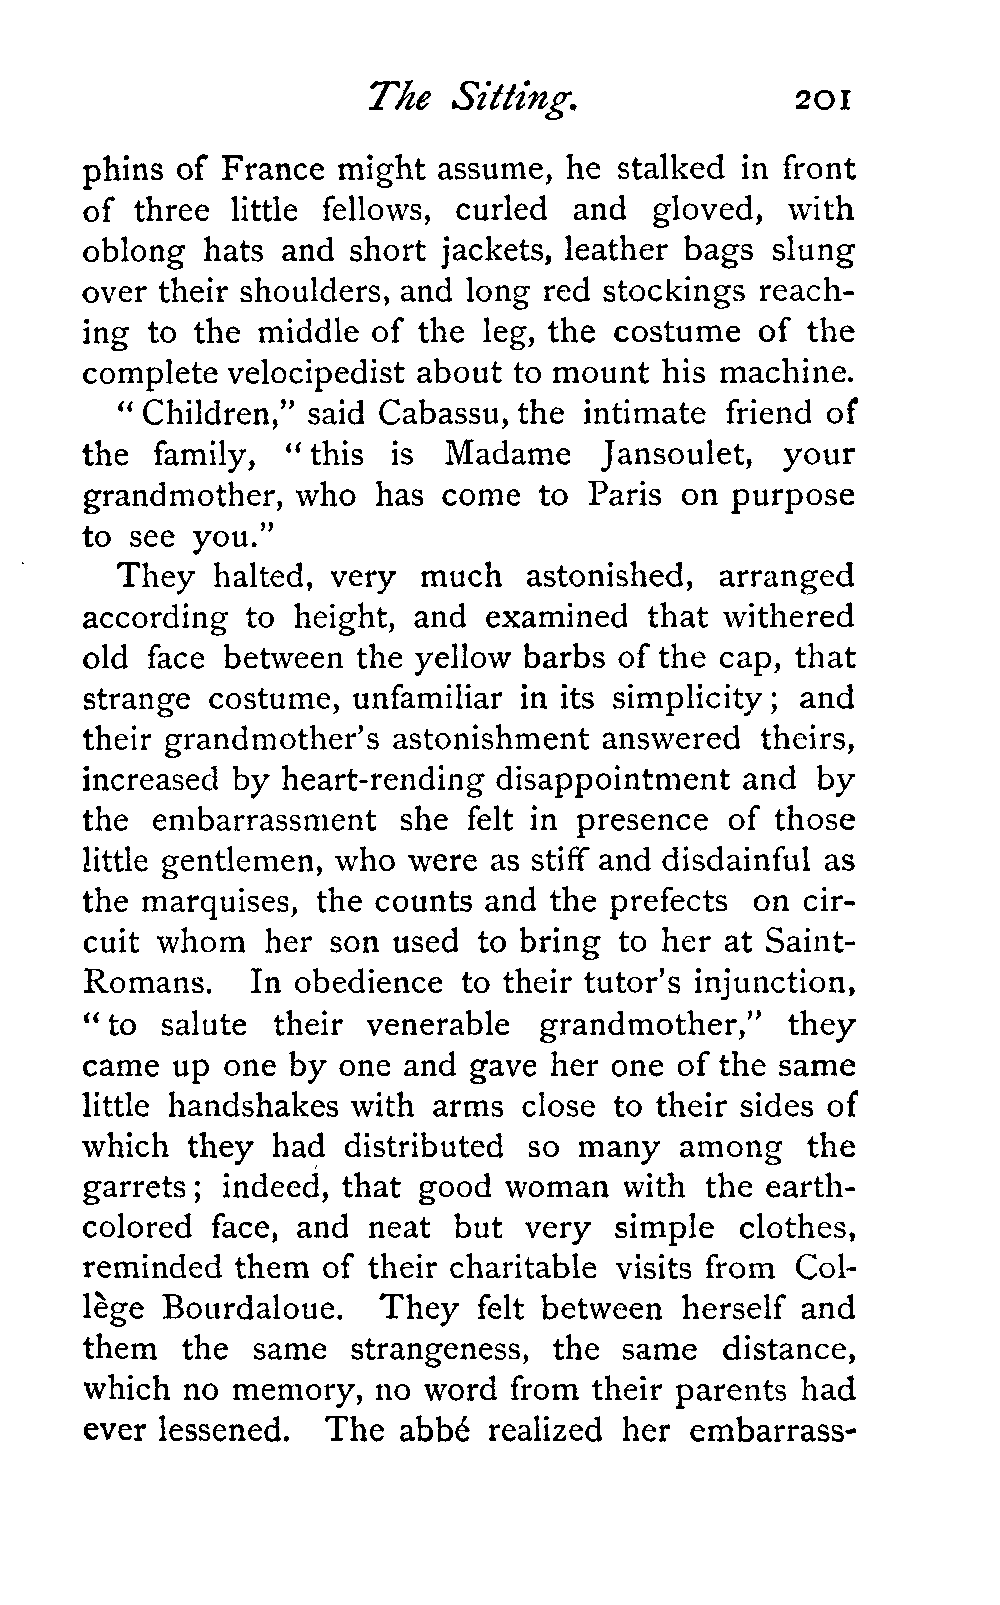 The Sitting. 201
phins of France might assume, he stalked in front
of three little fellows, curled and gloved, with
oblong hats and short jackets, leather bags slung
over their shoulders, and long red stockings reach-
ing to the middle of the leg, the costume of the
complete velocipedist about to mount his machine.
“Children,” said Cabassu, the intimate friend of
the family, “this is Madame Jansoulet, your
grandmother, who has come to Paris on purpose
to see you.”
They halted, very much astonished, arranged
according to height, and examined that withered
old face between the yellow barbs of the cap, that
strange costume, unfamiliar in its simplicity; and
their grandmother’s astonishment answered theirs,
increased by heart-rending disappointment and by
the embarrassment she felt in presence of those
little gentlemen, who were as stiff and disdainful as
the marquises, the counts and the prefects on cir-
cuit whom her son used to bring to her at Saint-
Romans. In obedience to their tutor’s injunction,
“to salute their venerable grandmother,” they
came up one by one and gave her one of the same
little handshakes with arms close to their sides of
which they had distributed so many among the
garrets; indeed, that good woman with the earth-
colored face, and neat but very simple clothes,
reminded them of their charitable visits from Col-
lège Bourdaloue. They felt between herself and
them the same strangeness, the same distance,
which no memory, no word from their parents had
ever lessened. The abbé realized her embarrass-